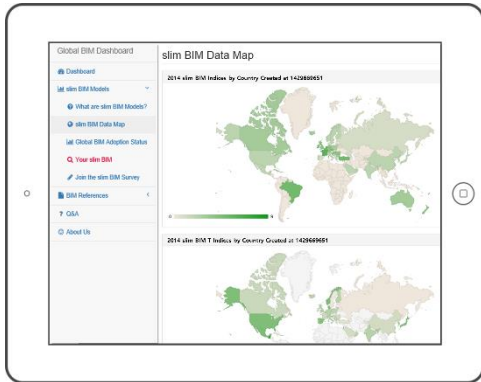 Global BIM Dashboard
Dashboard
slim BIM Models
What are slim BIM Models?
slim BIM Data Map
Global BIM Adoption Status
Your slim BIM
Join the slim BIM Survey
BIM References
? Q&A
About Us
slim BIM Data Map
2014 slim BIM Indices by Country Created at 1429669651
2014 slim BIM T Indices by Country Created at 1429669651